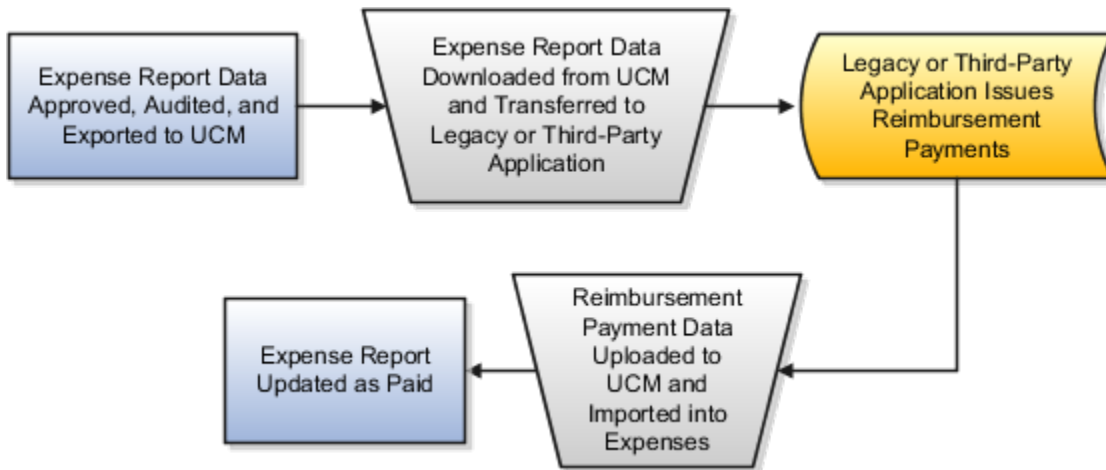 Expense Report Data
Approved, Audited, and
Exported to UCM
Expense Report Data
Downloaded from UCM
and Transferred to
Legacy or Third-Party
Application
Legacy or Third-Party
Application Issues
Reimbursement
Payments
Reimbursement
Payment Data
Uploaded to
UCM and
Imported into
Expenses
Expense Report
Updated as Paid